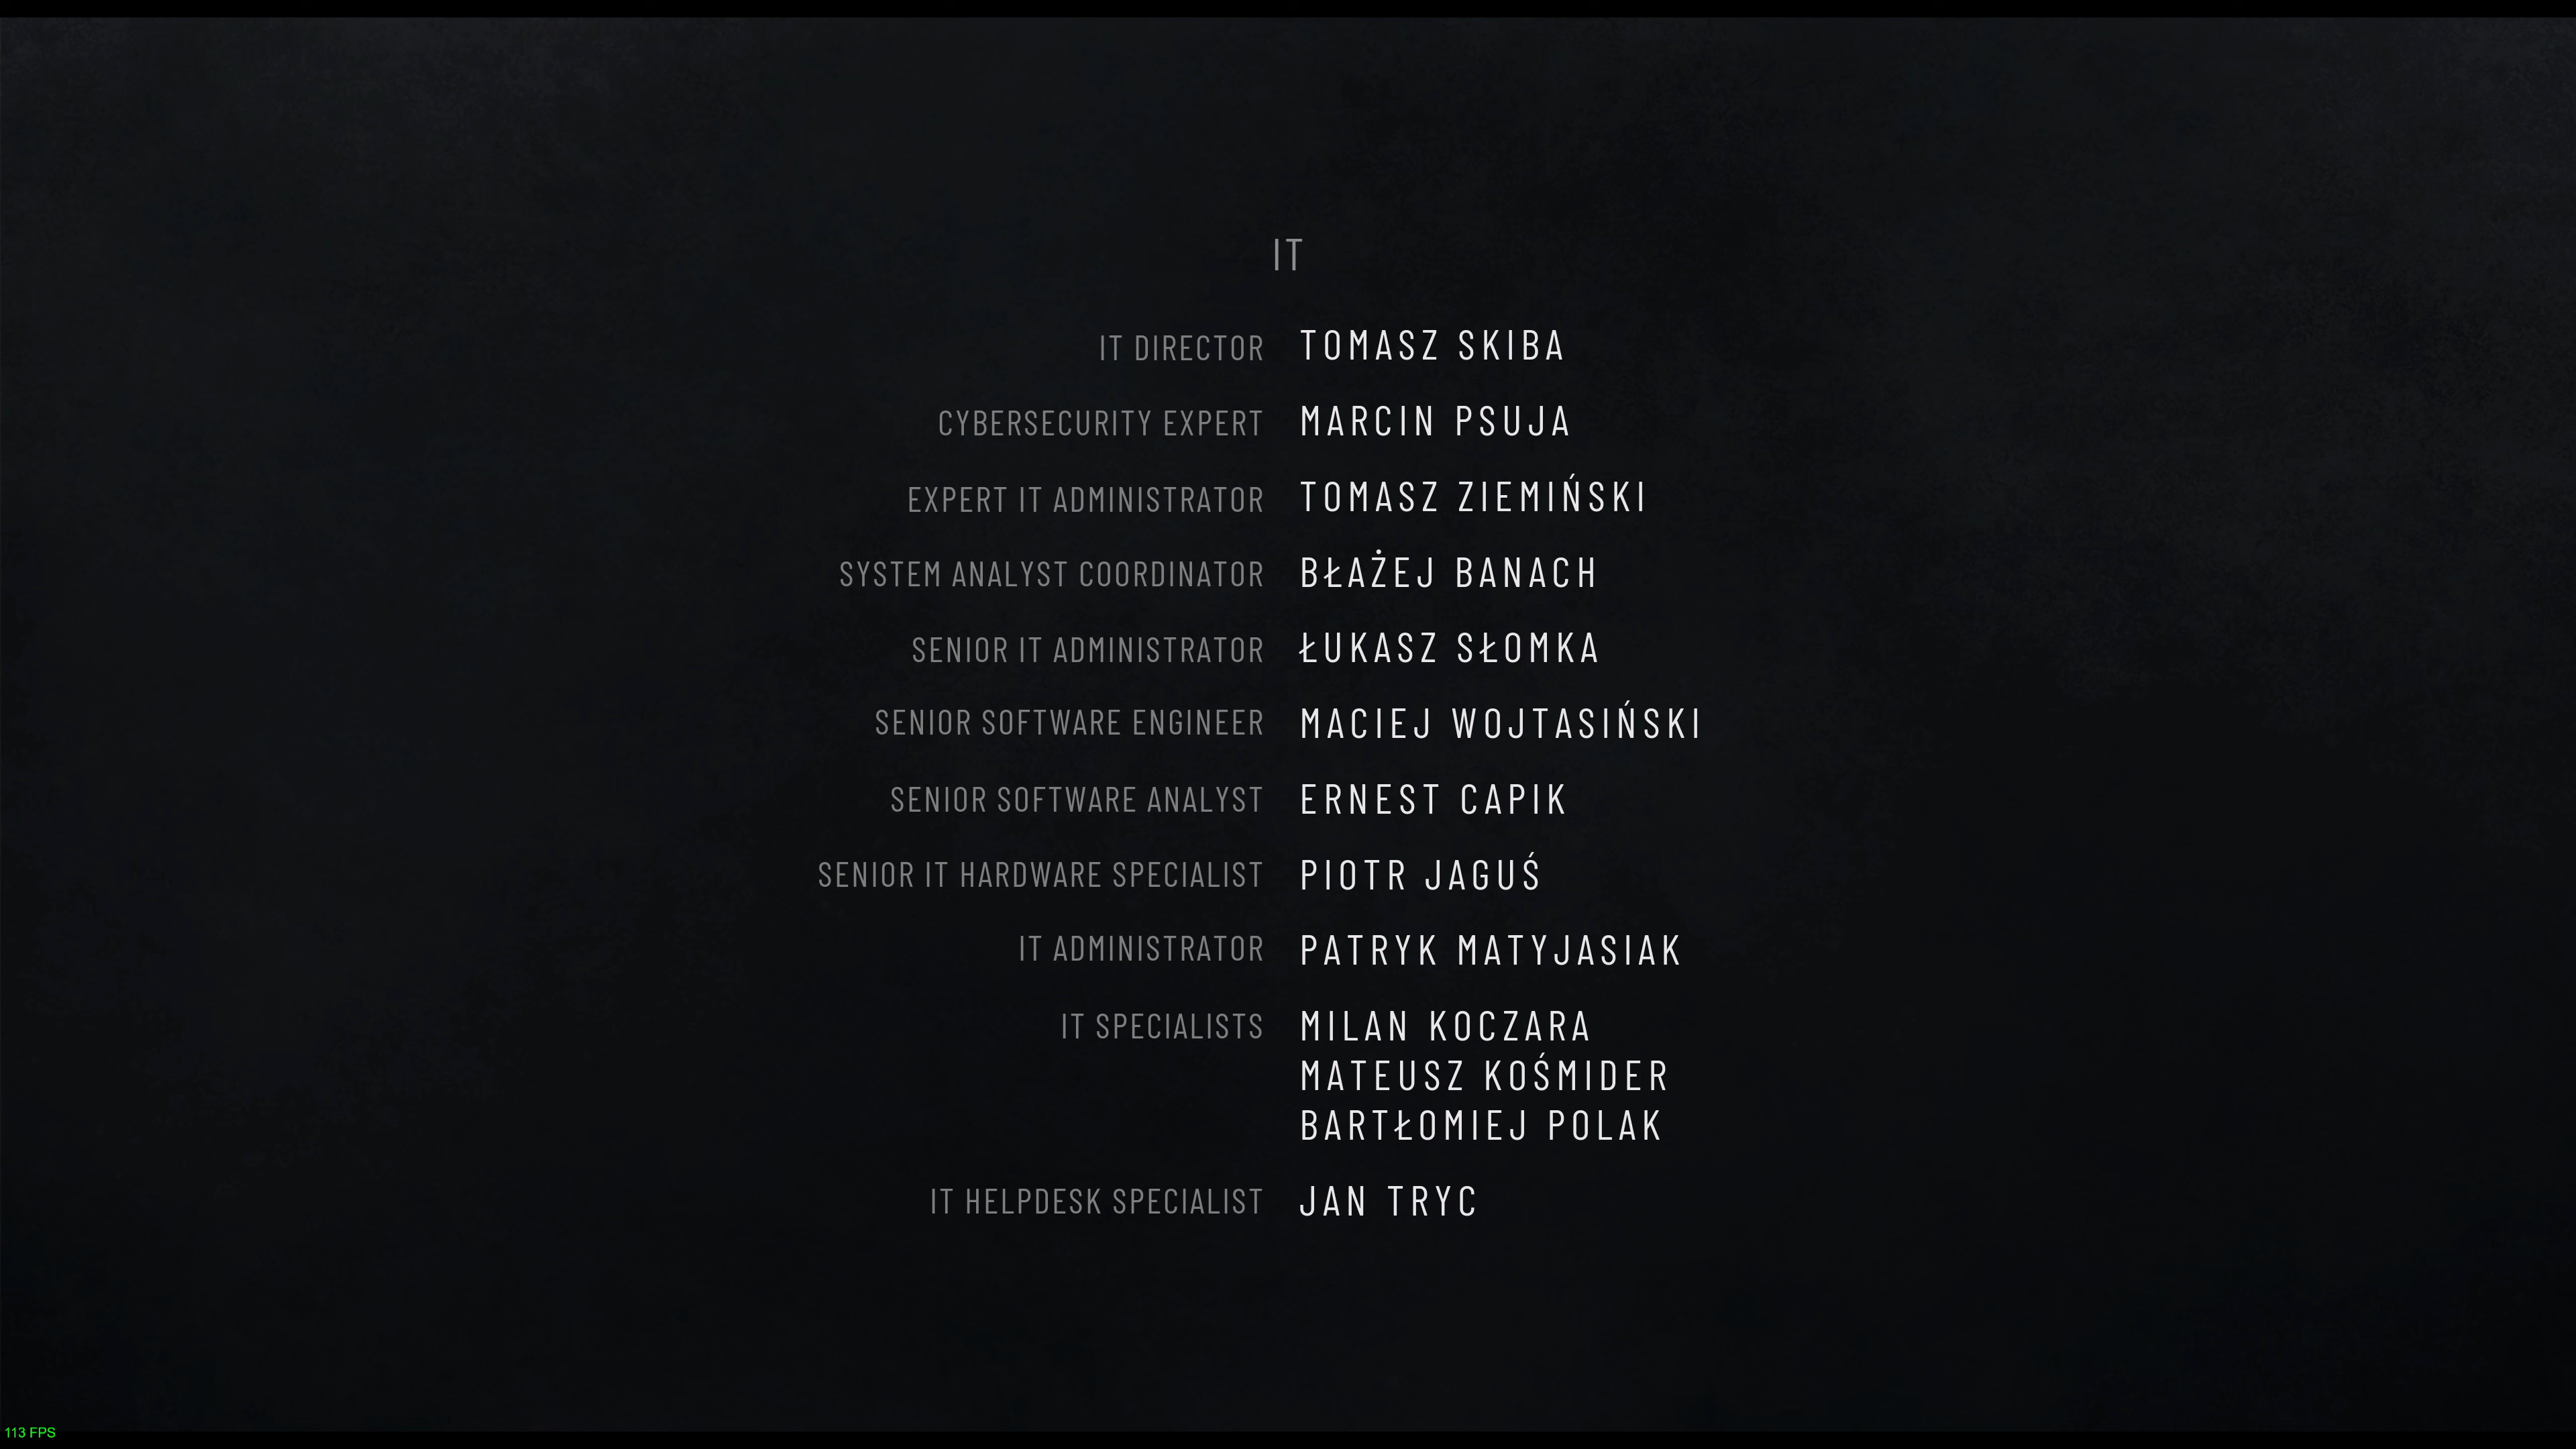 IT
IT DIRECTOR TOMASZ SKIBA
CYBERSECURITY EXPERT MARCIN PSUJA
EXPERT IT ADMINISTRATOR TOMASZ ZIEMIŃSKI
SYSTEM ANALYST COORDINATOR BŁAŻEJ BANACH
SENIOR IT ADMINISTRATOR ŁUKASZ SŁOMKA
SENIOR SOFTWARE ENGINEER MACIEJ WOJTASIŃSKI
SENIOR SOFTWARE ANALYST ERNEST CAPIK
SENIOR IT HARDWARE SPECIALIST PIOTR JAGUŚ
IT ADMINISTRATOR PATRYK MATYJASIAK
IT SPECIALISTS MILAN KOCZARA
MATEUSZ KOŚMIDER
BARTŁOMIEJ POLAK
IT HELPDESK SPECIALIST JAN TRYC
113 FPS